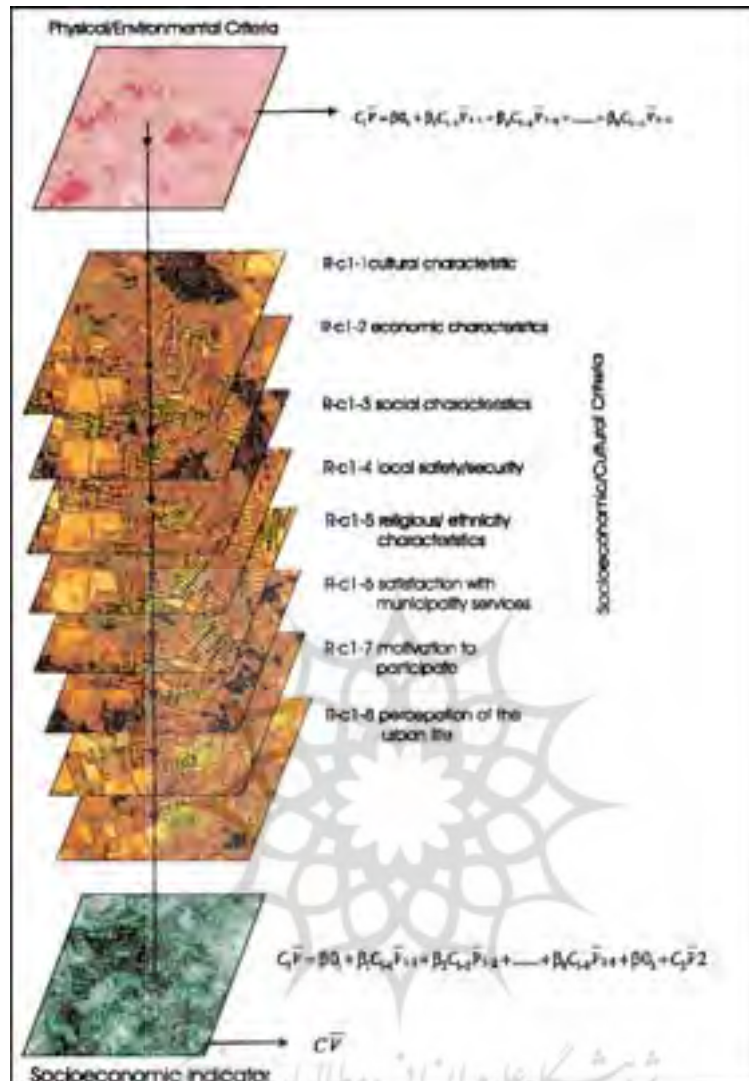 Physical/Environmental Criteria
R-c1-1 cultural characteristic
R-c1-2 economic characteristics
R-c1-3 social characteristics
R-c1-4 local safety/security
R-c1-5 religious/ ethnicity
characteristics
R-c1-6 satisfaction with
municipality services
R-c1-7 motivation to
participate
R-c1-8 percepation of the
urban life
Socioeconomic/Cultural Criteria
C V̅
Socioeconomic Indicator